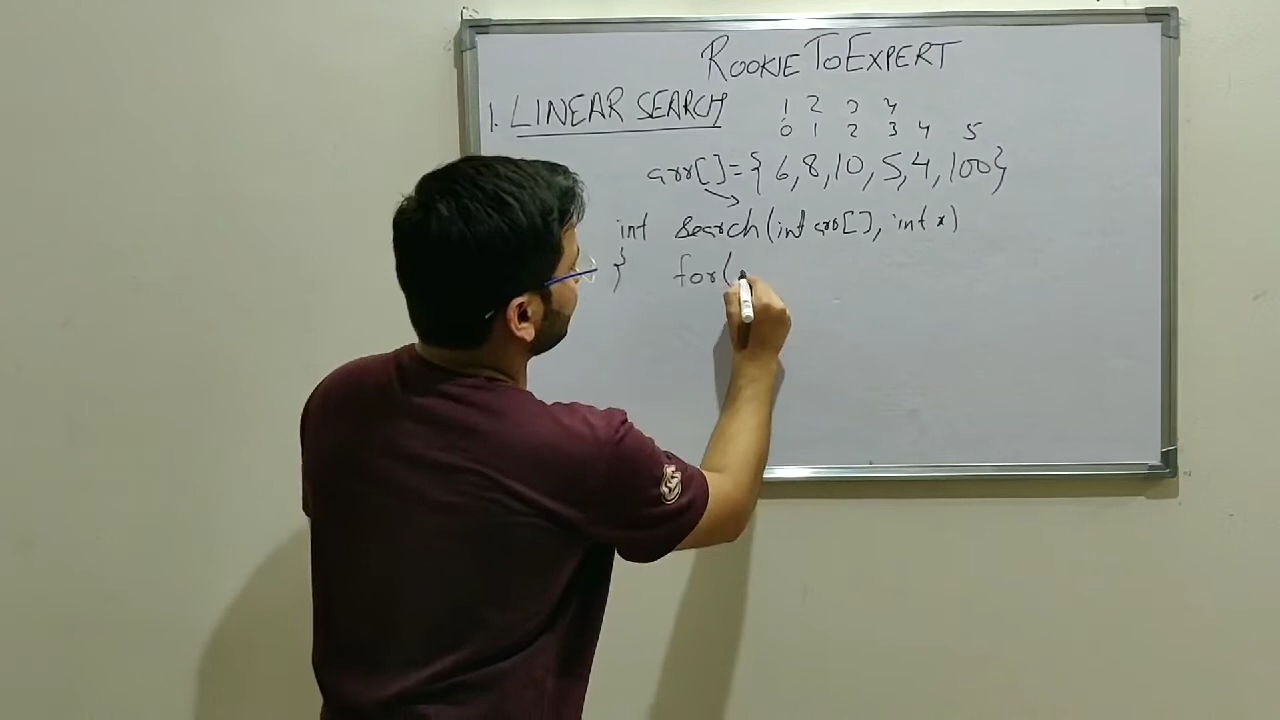 ROOKIETOEXPERT
1. LINEAR SEARCH
1 2 3 4
0 1 2 3 4 5
arr[]={6,8,10,5,4,100}
int search(int arr[], int x)
} for(